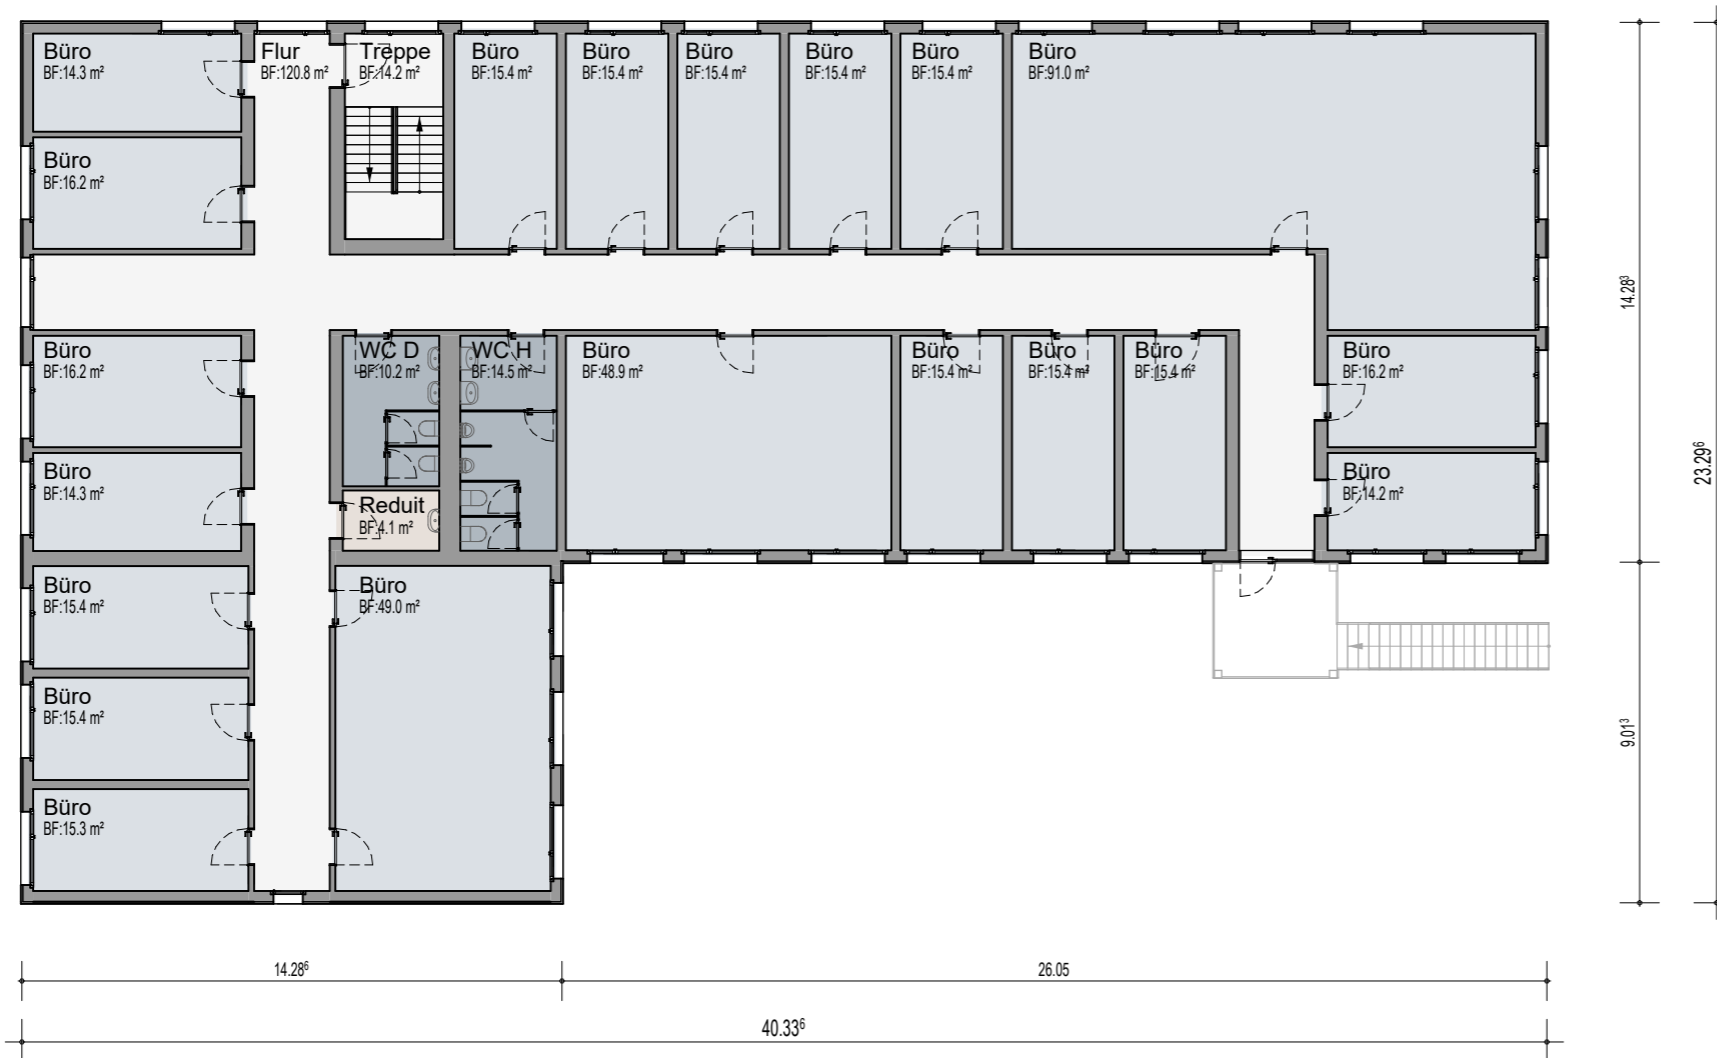 Büro
BF:14.3 m²
Flur
BF:120.8 m²
Treppe
BF:14.2 m²
Büro
BF:15.4 m²
Büro
BF:15.4 m²
Büro
BF:15.4 m²
Büro
BF:15.4 m²
Büro
BF:15.4 m²
Büro
BF:91.0 m²
Büro
BF:16.2 m²
Büro
BF:16.2 m²
WC D
BF:10.2 m²
WC H
BF:14.5 m²
Büro
BF:48.9 m²
Büro
BF:15.4 m²
Büro
BF:15.4 m²
Büro
BF:15.4 m²
Büro
BF:16.2 m²
Büro
BF:14.3 m²
Reduit
BF:4.1 m²
Büro
BF:14.2 m²
Büro
BF:15.4 m²
Büro
BF:49.0 m²
Büro
BF:15.4 m²
Büro
BF:15.3 m²
14.28³
23.29⁶
9.01³
14.28⁶
26.05
40.33⁶